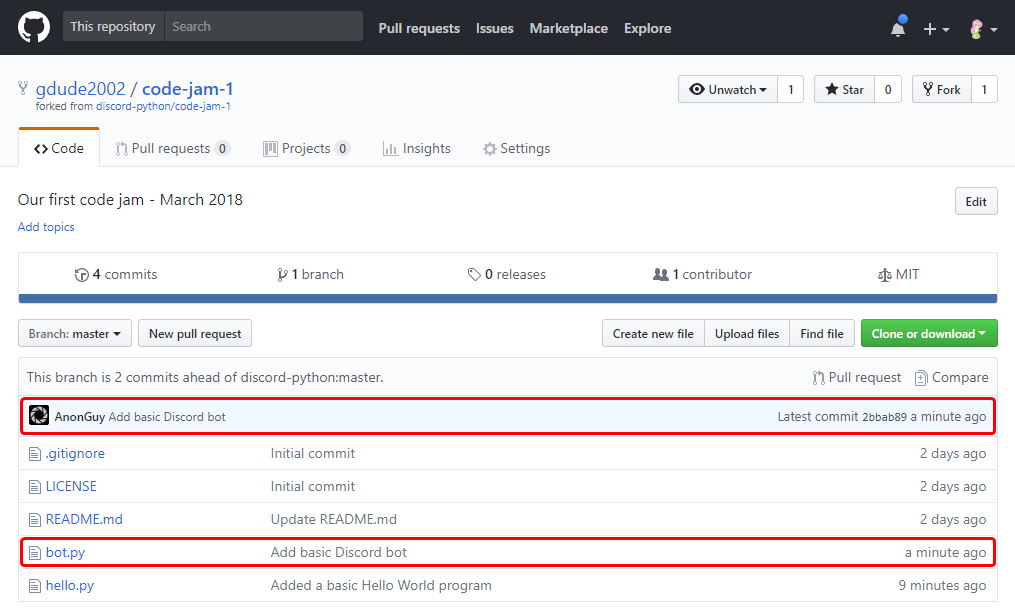 This repository Search Pull requests Issues Marketplace Explore
gdude2002 / code-jam-1 Unwatch 1 Star 0 Fork 1
forked from discord-python/code-jam-1
Code Pull requests 0 Projects 0 Insights Settings
Our first code jam - March 2018 Edit
Add topics
4 commits 1 branch 0 releases 1 contributor MIT
Branch: master New pull request Create new file Upload files Find file Clone or download
This branch is 2 commits ahead of discord-python:master. Pull request Compare
AnonGuy Add basic Discord bot Latest commit 2bbab89 a minute ago
.gitignore Initial commit 2 days ago
LICENSE Initial commit 2 days ago
README.md Update README.md 2 days ago
bot.py Add basic Discord bot a minute ago
hello.py Added a basic Hello World program 9 minutes ago